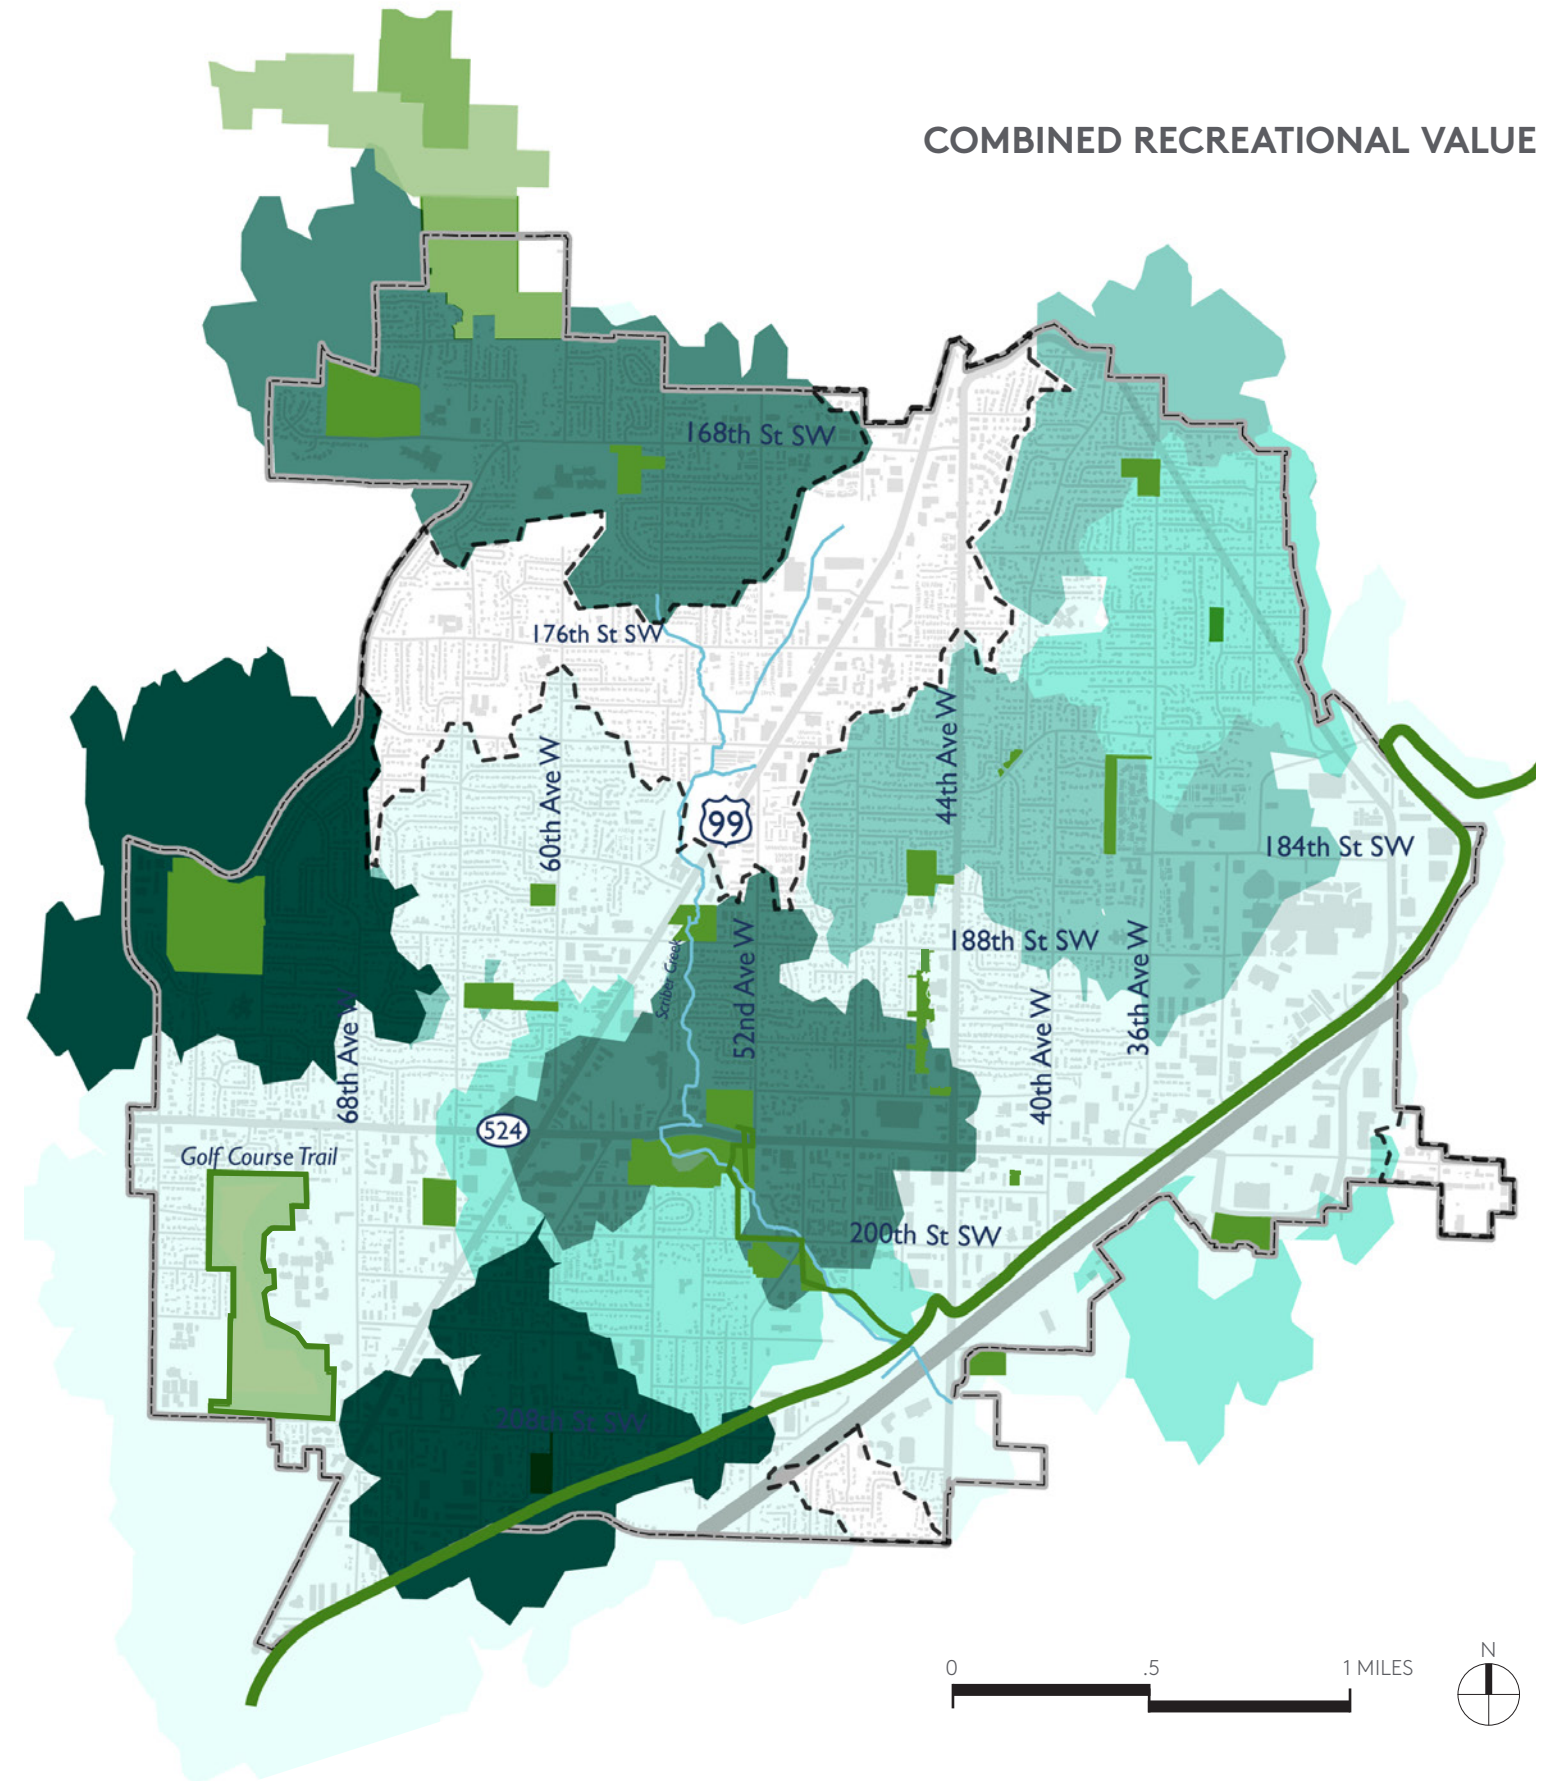 COMBINED RECREATIONAL VALUE
168th St SW
176th St SW
44th Ave W
60th Ave W
99
184th St SW
188th St SW
52nd Ave W
36th Ave W
Scriber Creek
40th Ave W
68th Ave W
524
Golf Course Trail
200th St SW
208th St SW
0 .5 1 MILES
N